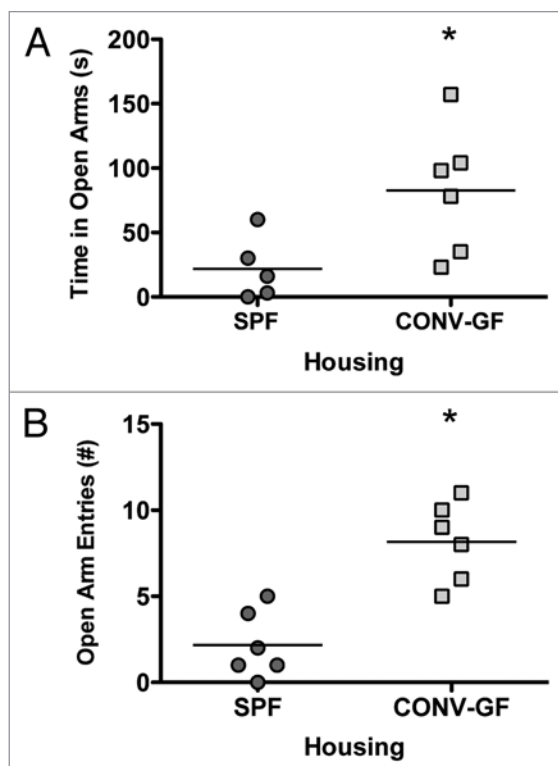 A
*
Time in Open Arms (s)
200
150
100
50
0
SPF
CONV-GF
Housing
B
*
Open Arm Entries (#)
15
10
5
0
SPF
CONV-GF
Housing